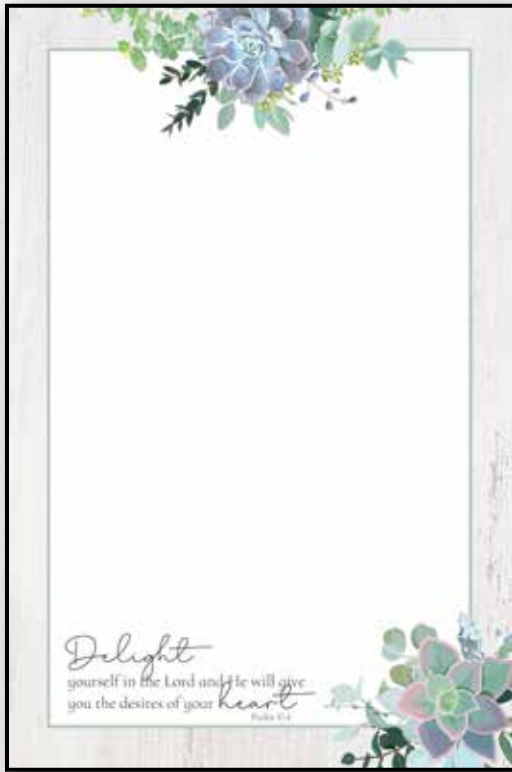 Delight
yourself in the Lord and He will give
you the desires of your heart
Psalm 37:4